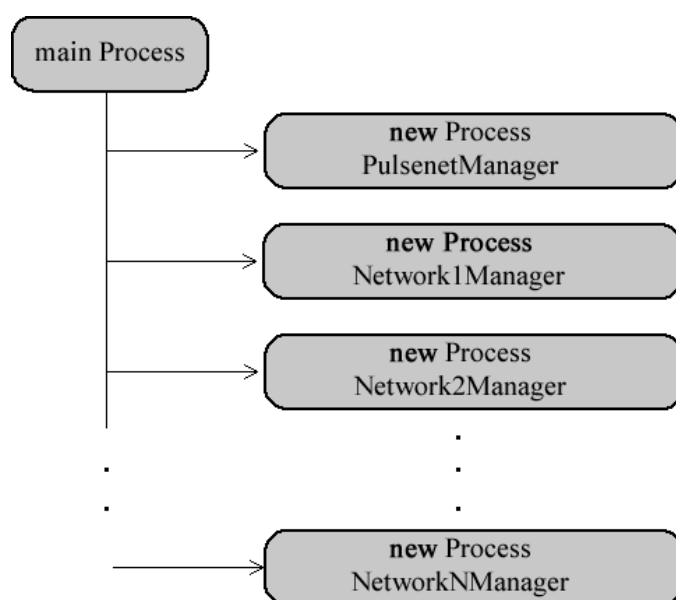 main Process
new Process
PulsenetManager
new Process
Network1Manager
new Process
Network2Manager
new Process
NetworkNManager